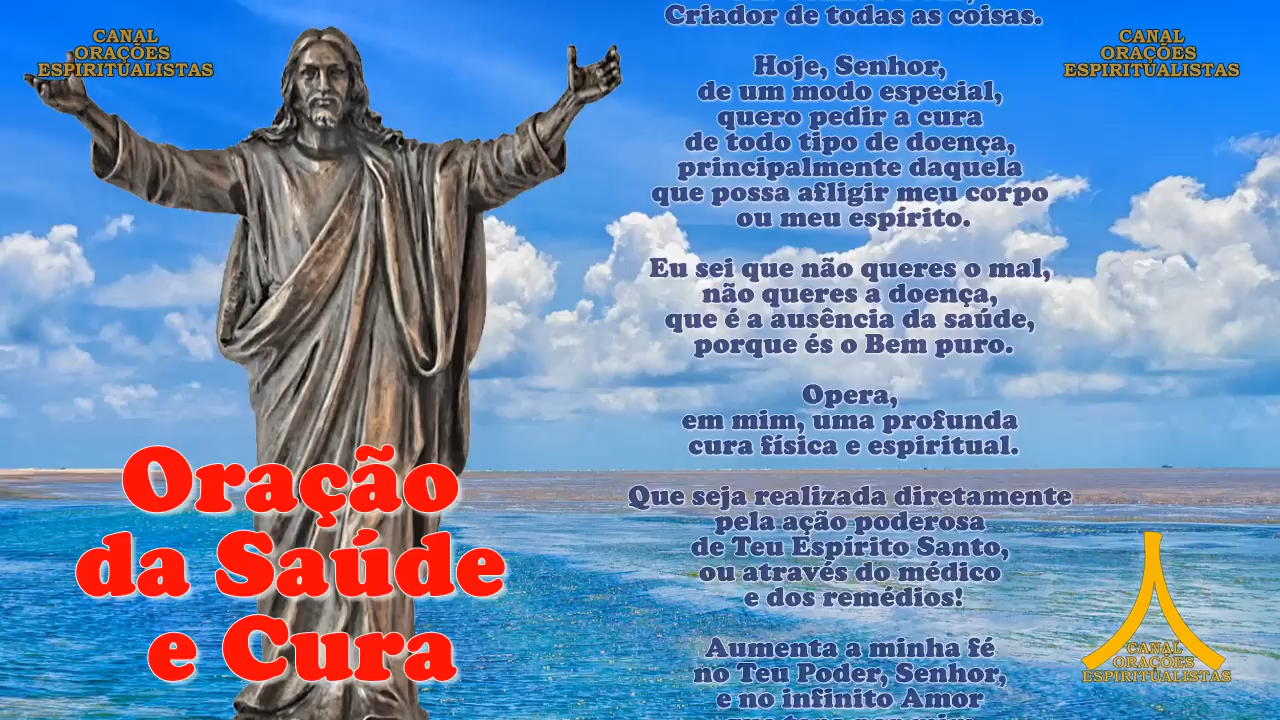 CANAL
ORAÇÕES
ESPIRITUALISTAS
Oração
da Saúde
e Cura
Criador de todas as coisas.
Hoje, Senhor,
de um modo especial,
quero pedir a cura
de todo tipo de doença,
principalmente daquela
que possa afligir meu corpo
ou meu espírito.
Eu sei que não queres o mal,
não queres a doença,
que é a ausência da saúde,
porque és o Bem puro.
Opera,
em mim, uma profunda
cura física e espiritual.
Que seja realizada diretamente
pela ação poderosa
de Teu Espírito Santo,
ou através do médico
e dos remédios!
Aumenta a minha fé
no Teu Poder, Senhor,
e no infinito Amor
CANAL
ORAÇÕES
ESPIRITUALISTAS
CANAL
ORAÇÕES
ESPIRITUALISTAS